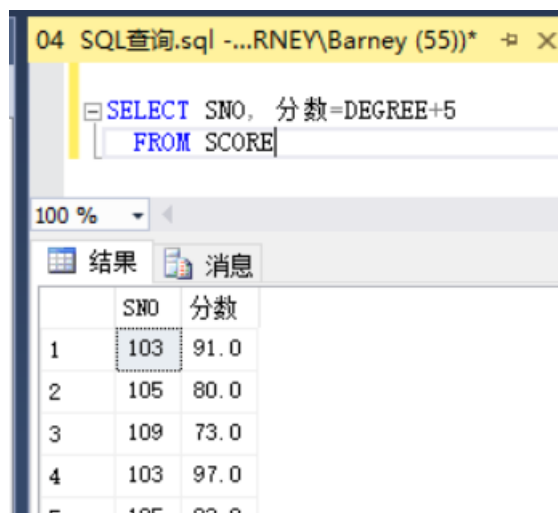 04 SQL查询.sql -...RNEY\Barney (55))*
SELECT SNO, 分数=DEGREE+5
FROM SCORE
100 %
结果 消息
SNO 分数
1 103 91.0
2 105 80.0
3 109 73.0
4 103 97.0